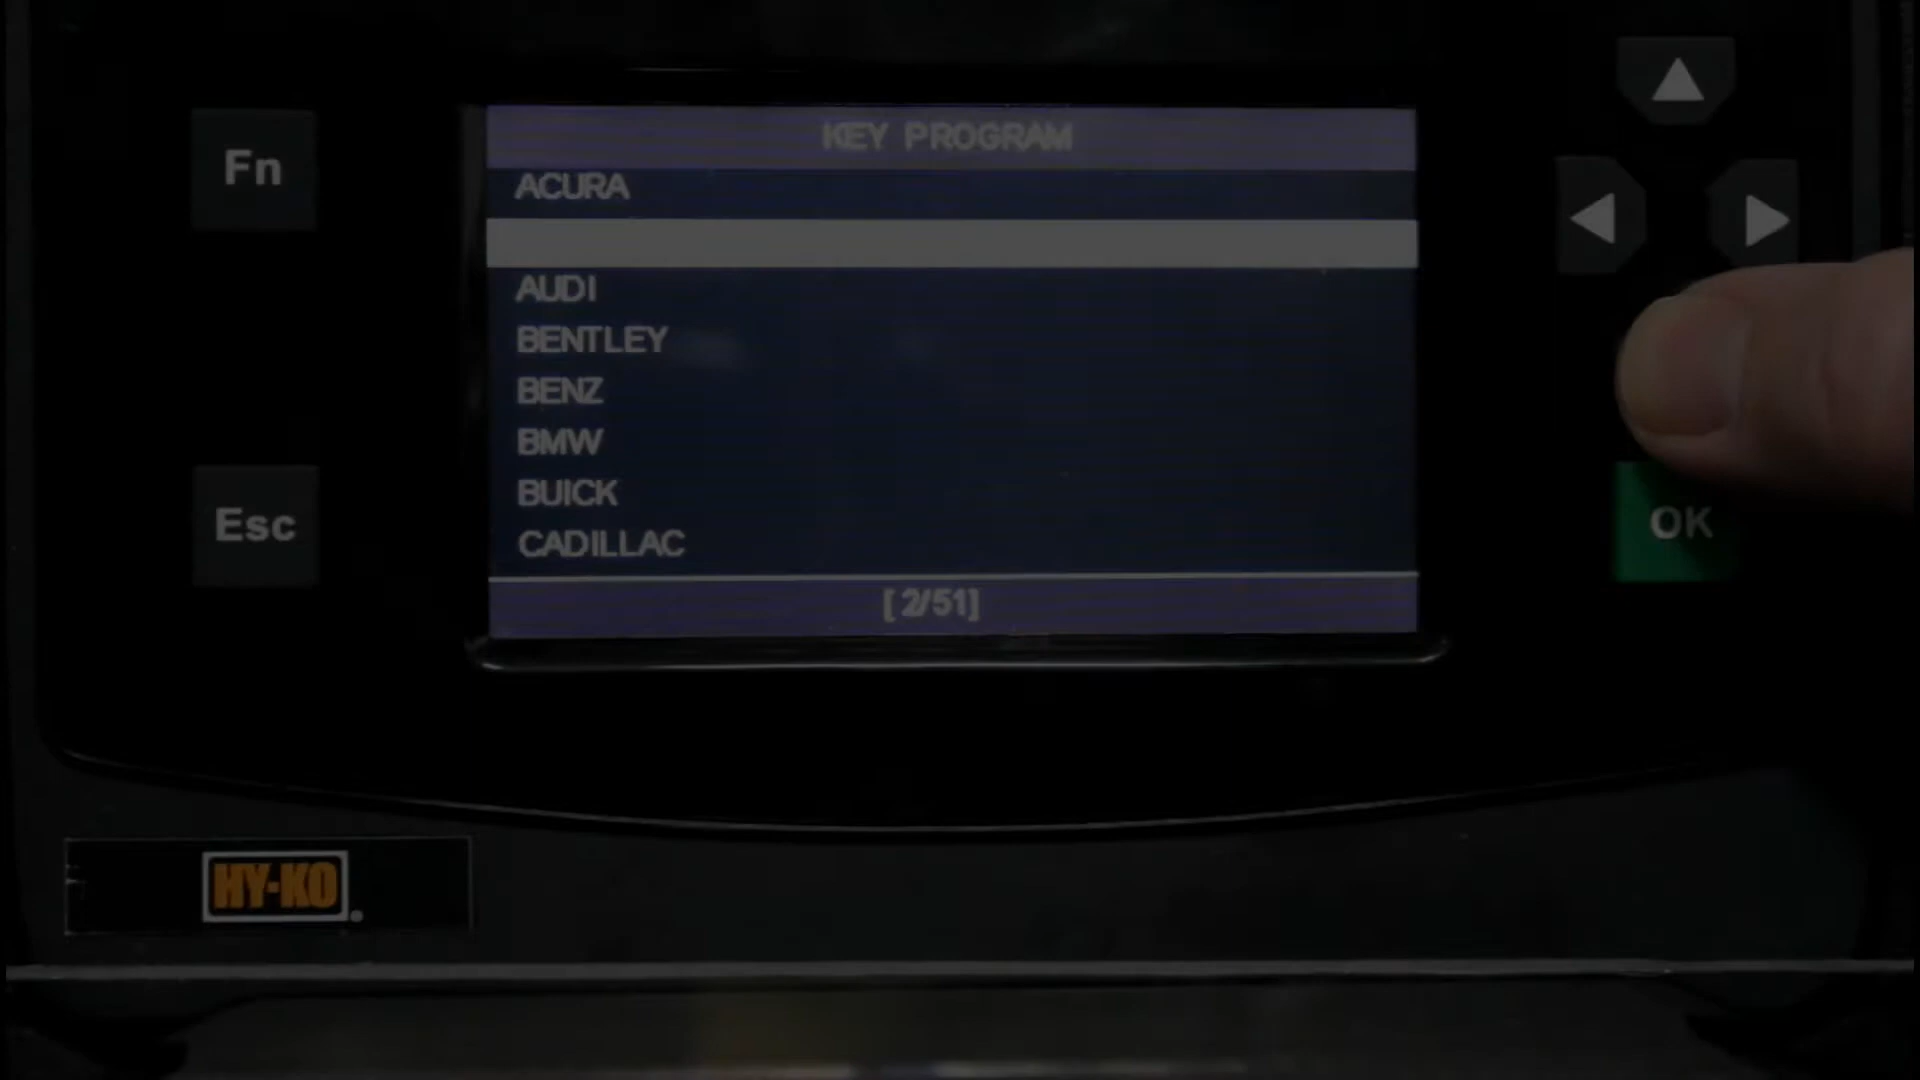 KEY PROGRAM
Fn
ACURA
AUDI
BENTLEY
BENZ
BMW
BUICK
Esc
OK
CADILLAC
[ 2/51]
HY-KO